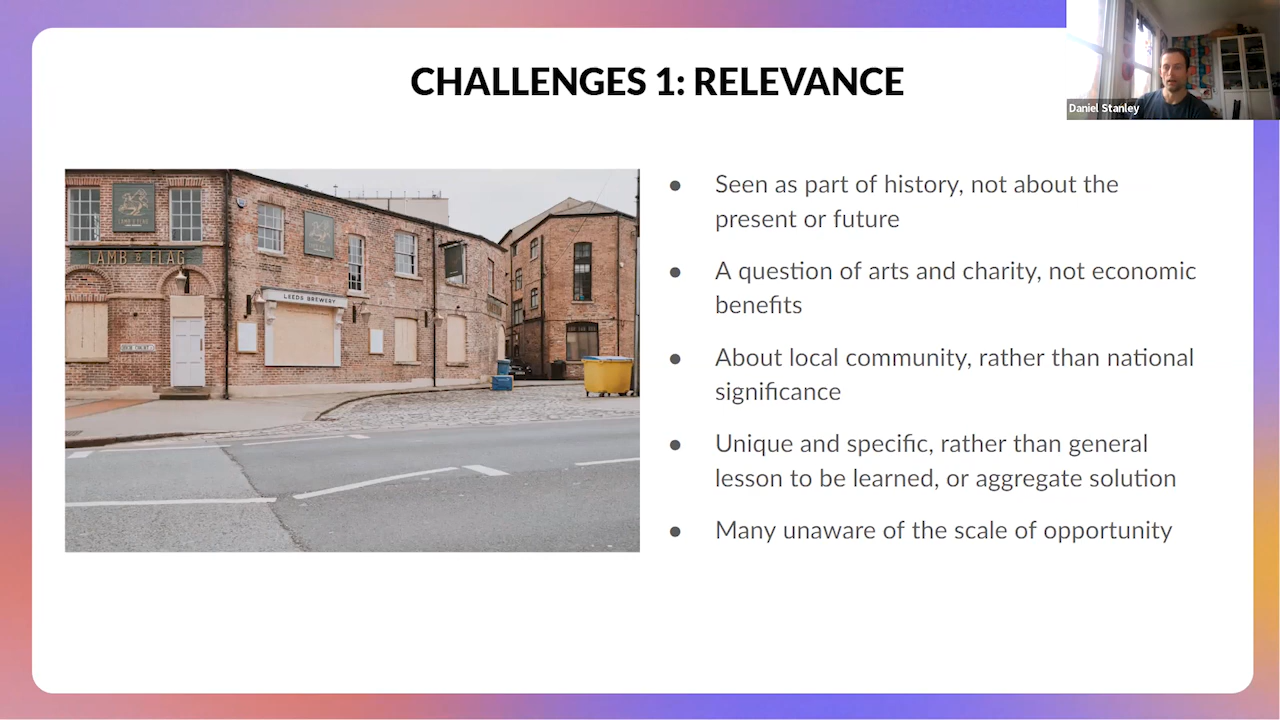 CHALLENGES 1: RELEVANCE
Daniel Stanley
LAMB & FLAG
LAMB & FLAG
LEEDS BREWERY
● Seen as part of history, not about the
present or future
● A question of arts and charity, not economic
benefits
● About local community, rather than national
significance
● Unique and specific, rather than general
lesson to be learned, or aggregate solution
● Many unaware of the scale of opportunity